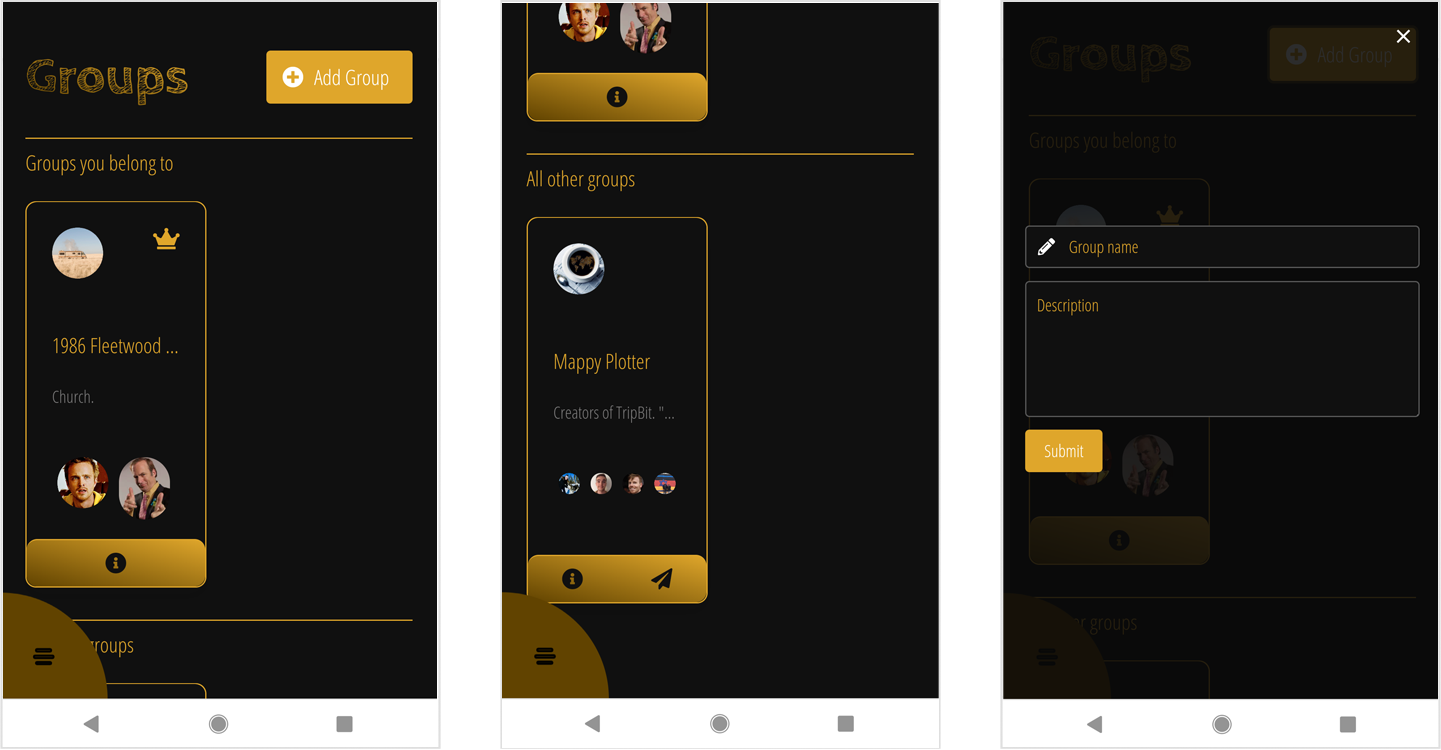 Groups
Add Group
Groups you belong to
1986 Fleetwood ...
Church.
groups
All other groups
Mappy Plotter
Creators of TripBit. "...
Groups
Add Group
Groups you belong to
Group name
Description
Submit
groups